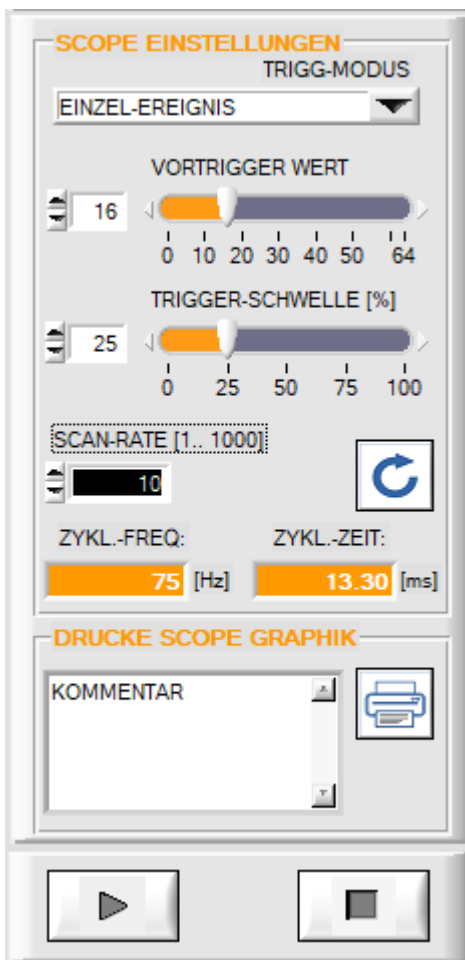 SCOPE EINSTELLUNGEN
TRIGG-MODUS
EINZEL-EREIGNIS
VORTRIGGER WERT
16
0 10 20 30 40 50 64
TRIGGER-SCHWELLE [%]
25
0 25 50 75 100
SCAN-RATE [1.. 1000]
10
ZYKL.-FREQ: ZYKL.-ZEIT:
75 [Hz] 13.30 [ms]
DRUCKE SCOPE GRAPHIK
KOMMENTAR